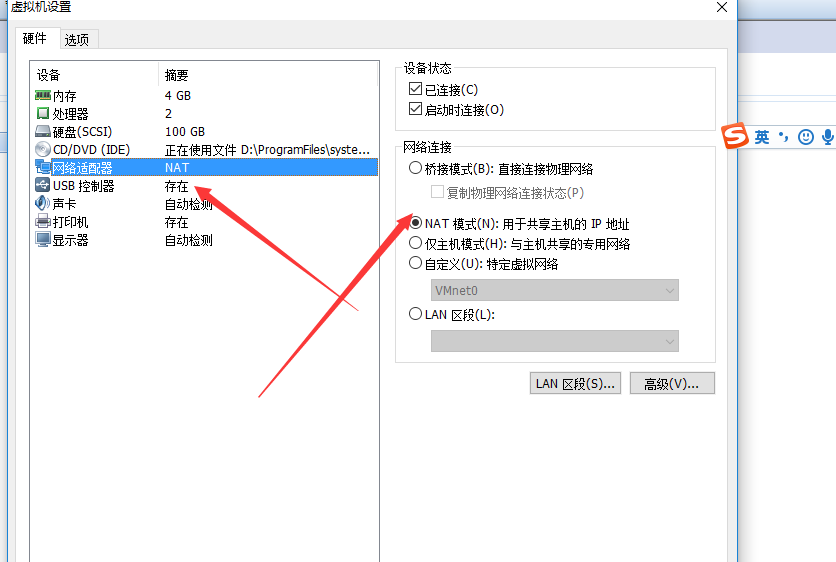 虚拟机设置
硬件 选项
设备 摘要
内存 4 GB
处理器 2
硬盘(SCSI) 100 GB
CD/DVD (IDE) 正在使用文件 D:\ProgramFiles\syste...
网络适配器 NAT
USB 控制器 存在
声卡 自动检测
打印机 存在
显示器 自动检测
设备状态
已连接(C)
启动时连接(O)
网络连接
桥接模式(B): 直接连接物理网络
复制物理网络连接状态(P)
NAT 模式(N): 用于共享主机的 IP 地址
仅主机模式(H): 与主机共享的专用网络
自定义(U): 特定虚拟网络
VMnet0
LAN 区段(L):
LAN 区段(S)... 高级(V)...
S 英